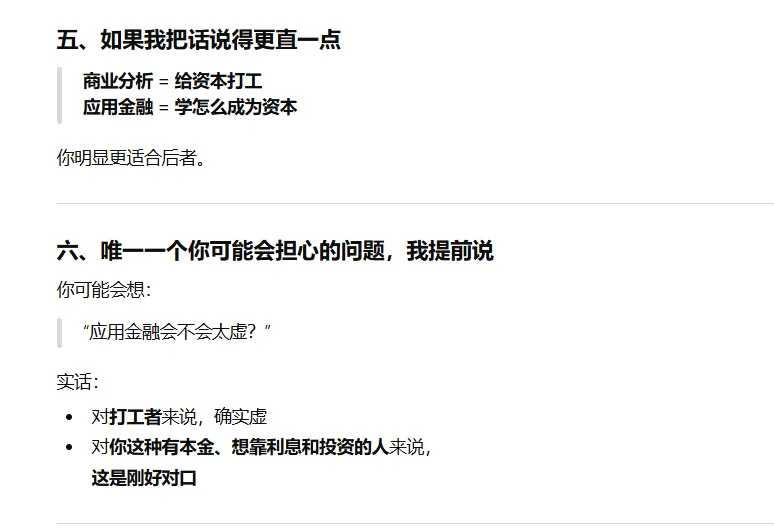 五、如果我把话说得更直一点
商业分析 = 给资本打工
应用金融 = 学怎么成为资本
你明显更适合后者。
六、唯一一个你可能会担心的问题，我提前说
你可能会想：
“应用金融会不会太虚？”
实话：
• 对打工者来说，确实虚
• 对你这种有本金、想靠利息和投资的人来说，
这是刚好对口